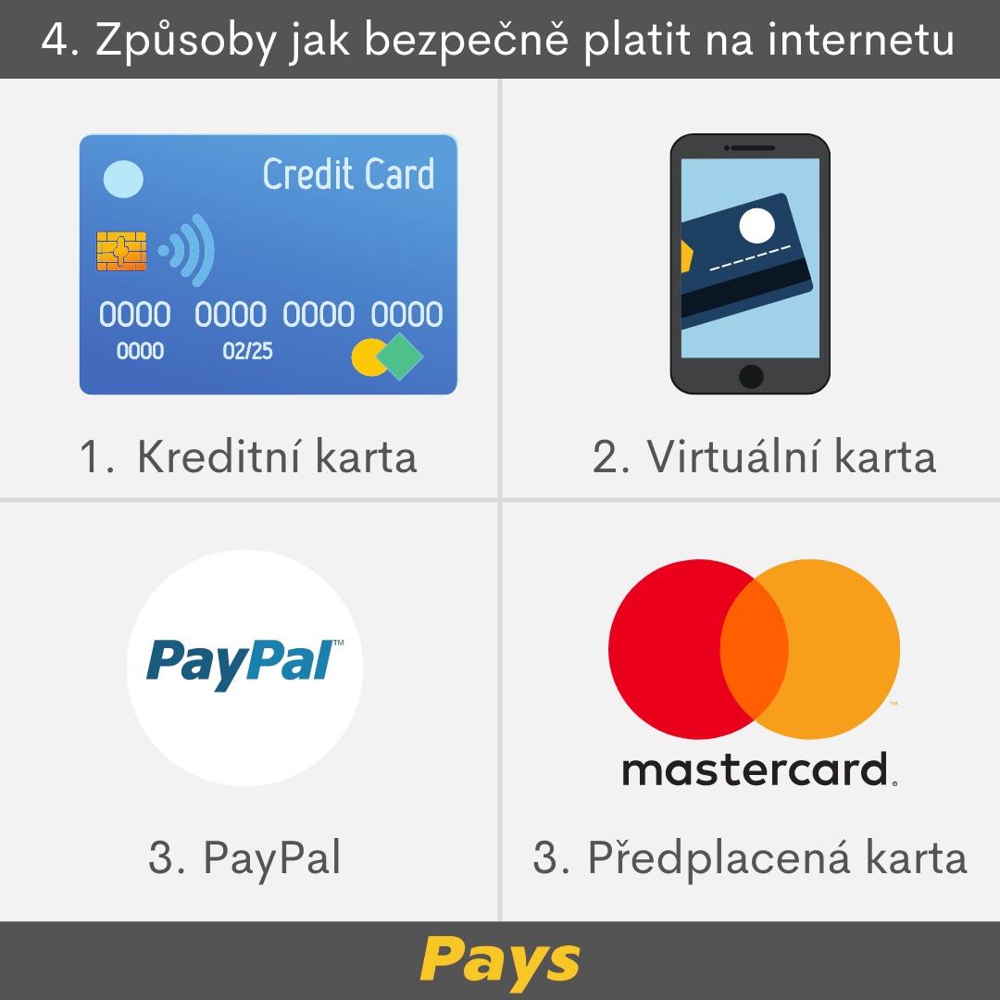 4. Způsoby jak bezpečně platit na internetu
Credit Card
0000 0000 0000 0000
0000 02/25
1. Kreditní karta
2. Virtuální karta
PayPal™
3. PayPal
™
mastercard®
3. Předplacená karta
Pays